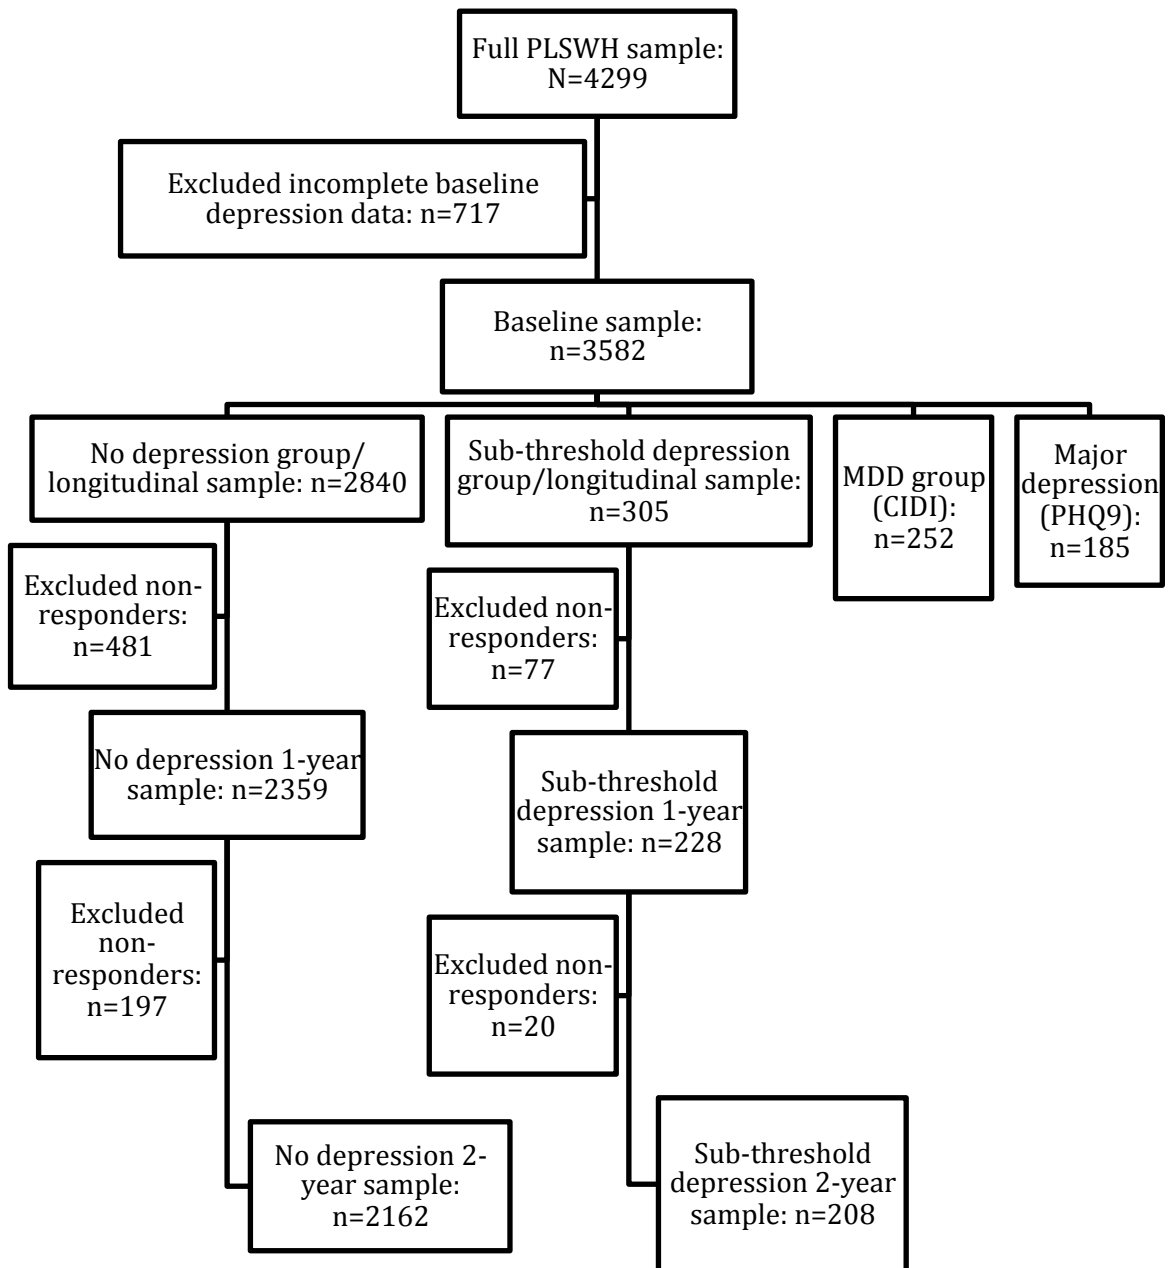 Full PLSWH sample:
N=4299
Excluded incomplete baseline
depression data: n=717
Baseline sample:
n=3582
No depression group/
longitudinal sample: n=2840
Sub-threshold depression
group/longitudinal sample:
n=305
MDD group
(CIDI):
n=252
Major
depression
(PHQ9):
n=185
Excluded non-
responders:
n=481
Excluded non-
responders:
n=77
No depression 1-year
sample: n=2359
Sub-threshold
depression 1-year
sample: n=228
Excluded
non-
responders:
n=197
Excluded non-
responders:
n=20
No depression 2-
year sample:
n=2162
Sub-threshold
depression 2-year
sample: n=208